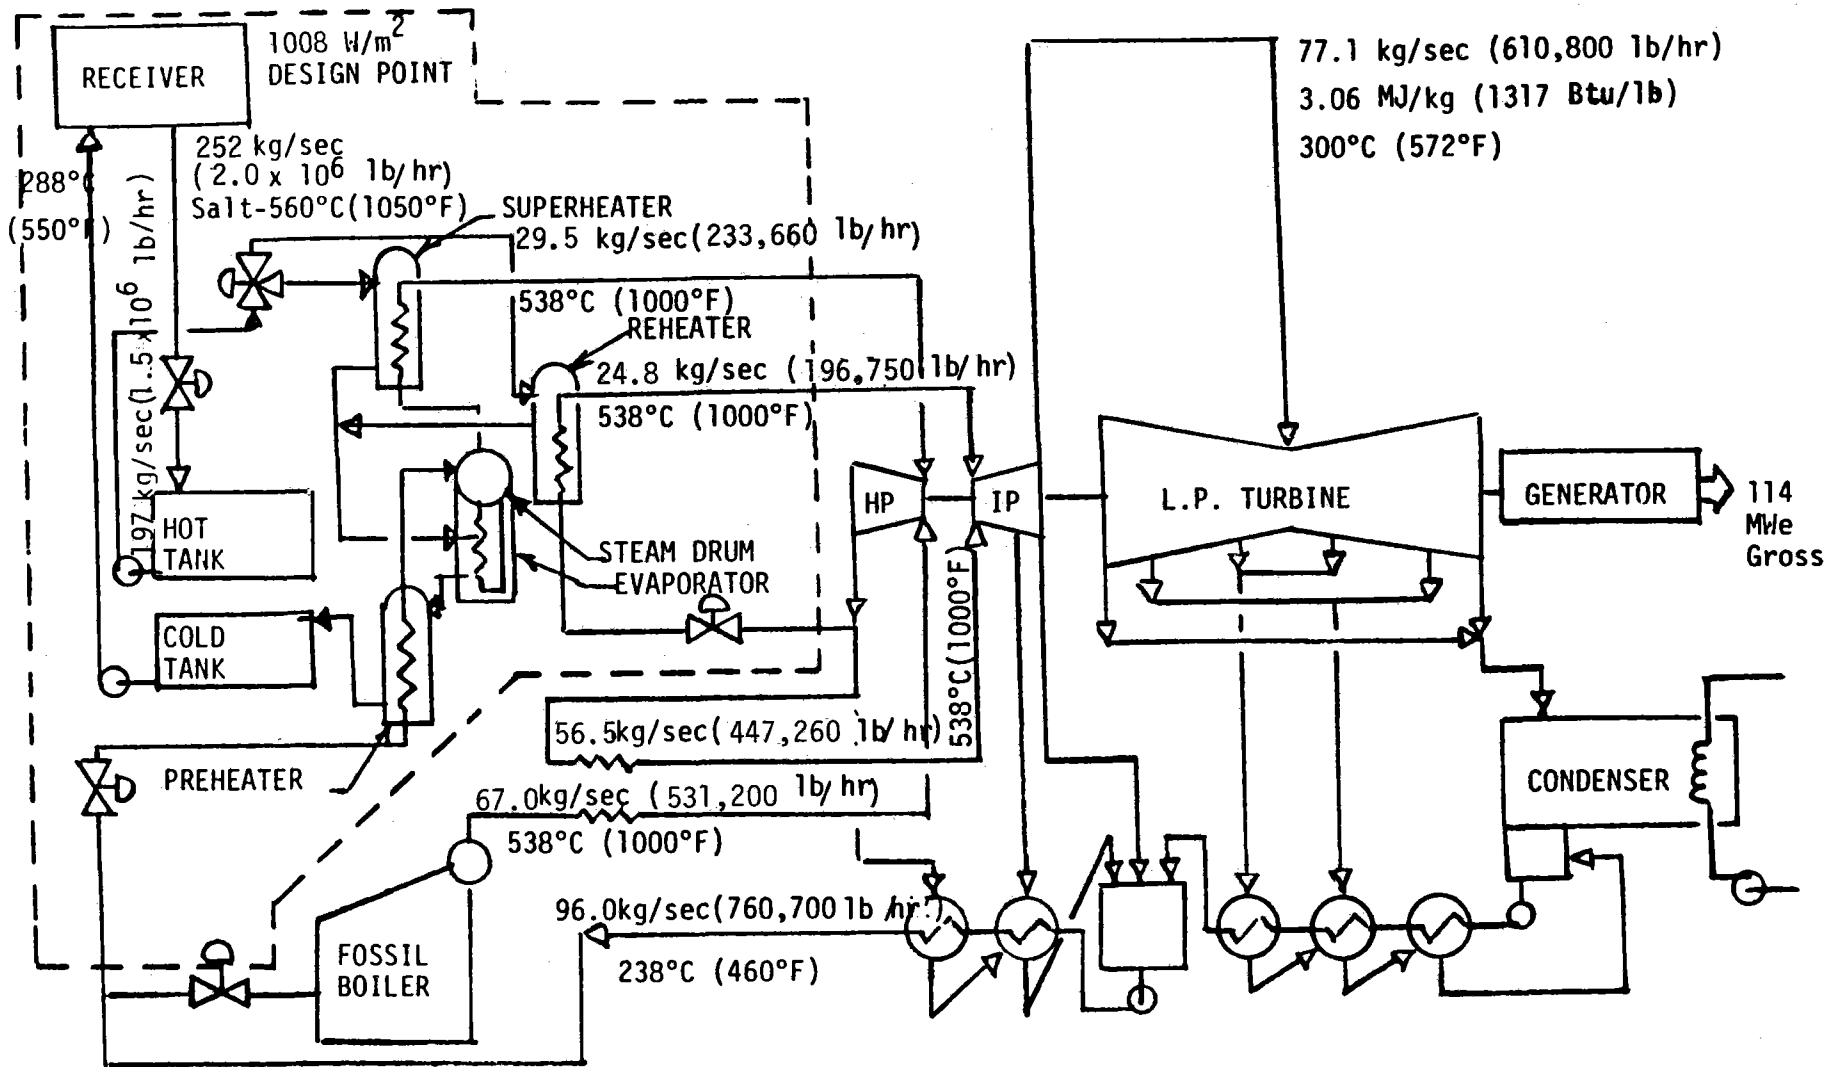 RECEIVER
1008 W/m²
DESIGN POINT
77.1 kg/sec (610,800 lb/hr)
3.06 MJ/kg (1317 Btu/lb)
300°C (572°F)
288°C
(550°F)
252 kg/sec
(2.0 x 10⁶ lb/hr)
Salt-560°C(1050°F)
197 kg/sec(1.5 x 10⁶ lb/hr)
SUPERHEATER
29.5 kg/sec(233,660 lb/hr)
538°C (1000°F)
REHEATER
24.8 kg/sec (196,750 lb/hr)
538°C (1000°F)
HP
IP
L.P. TURBINE
GENERATOR
114
MWe
Gross
HOT
TANK
STEAM DRUM
EVAPORATOR
COLD
TANK
538°C(1000°F)
56.5kg/sec(447,260 lb/hr)
PREHEATER
67.0kg/sec (531,200 lb/hr)
538°C (1000°F)
CONDENSER
96.0kg/sec(760,700 lb/hr)
238°C (460°F)
FOSSIL
BOILER